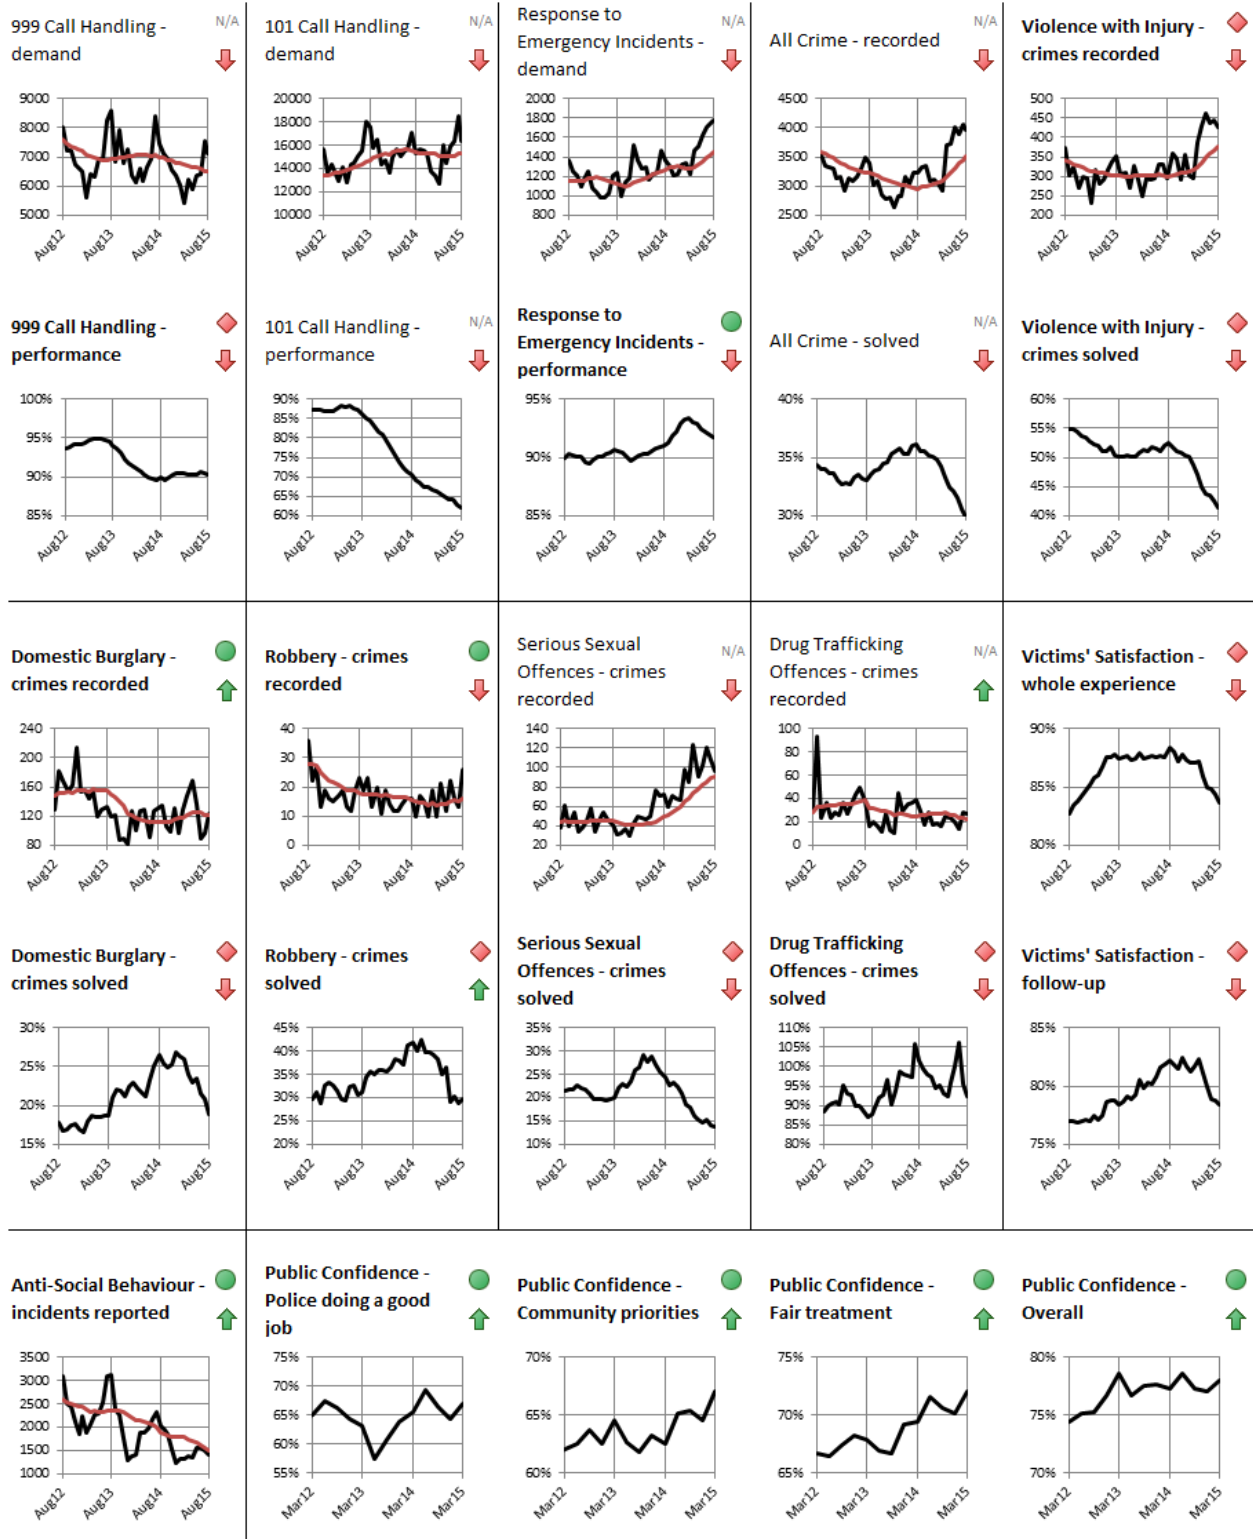 999 Call Handling -
demand
N/A
9000
8000
7000
6000
5000
Aug12
Aug13
Aug14
Aug15
101 Call Handling -
demand
N/A
20000
18000
16000
14000
12000
10000
Aug12
Aug13
Aug14
Aug15
Response to
Emergency Incidents -
demand
N/A
2000
1800
1600
1400
1200
1000
800
Aug12
Aug13
Aug14
Aug15
All Crime - recorded
N/A
4500
4000
3500
3000
2500
Aug12
Aug13
Aug14
Aug15
Violence with Injury -
crimes recorded
500
450
400
350
300
250
200
Aug12
Aug13
Aug14
Aug15
999 Call Handling -
performance
100%
95%
90%
85%
Aug12
Aug13
Aug14
Aug15
101 Call Handling -
performance
N/A
90%
85%
80%
75%
70%
65%
60%
Aug12
Aug13
Aug14
Aug15
Response to
Emergency Incidents -
performance
95%
90%
85%
Aug12
Aug13
Aug14
Aug15
All Crime - solved
N/A
40%
35%
30%
Aug12
Aug13
Aug14
Aug15
Violence with Injury -
crimes solved
60%
55%
50%
45%
40%
Aug12
Aug13
Aug14
Aug15
Domestic Burglary -
crimes recorded
240
200
160
120
80
Aug12
Aug13
Aug14
Aug15
Robbery - crimes
recorded
40
30
20
10
0
Aug12
Aug13
Aug14
Aug15
Serious Sexual
Offences - crimes
recorded
N/A
140
120
100
80
60
40
20
Aug12
Aug13
Aug14
Aug15
Drug Trafficking
Offences - crimes
recorded
N/A
100
80
60
40
20
0
Aug12
Aug13
Aug14
Aug15
Victims' Satisfaction -
whole experience
90%
85%
80%
Aug12
Aug13
Aug14
Aug15
Domestic Burglary -
crimes solved
30%
25%
20%
15%
Aug12
Aug13
Aug14
Aug15
Robbery - crimes
solved
45%
40%
35%
30%
25%
20%
Aug12
Aug13
Aug14
Aug15
Serious Sexual
Offences - crimes
solved
35%
30%
25%
20%
15%
10%
Aug12
Aug13
Aug14
Aug15
Drug Trafficking
Offences - crimes
solved
110%
105%
100%
95%
90%
85%
80%
Aug12
Aug13
Aug14
Aug15
Victims' Satisfaction -
follow-up
85%
80%
75%
Aug12
Aug13
Aug14
Aug15
Anti-Social Behaviour -
incidents reported
3500
3000
2500
2000
1500
1000
Aug12
Aug13
Aug14
Aug15
Public Confidence -
Police doing a good
job
75%
70%
65%
60%
55%
Mar12
Mar13
Mar14
Mar15
Public Confidence -
Community priorities
70%
65%
60%
Mar12
Mar13
Mar14
Mar15
Public Confidence -
Fair treatment
75%
70%
65%
Mar12
Mar13
Mar14
Mar15
Public Confidence -
Overall
80%
75%
70%
Mar12
Mar13
Mar14
Mar15